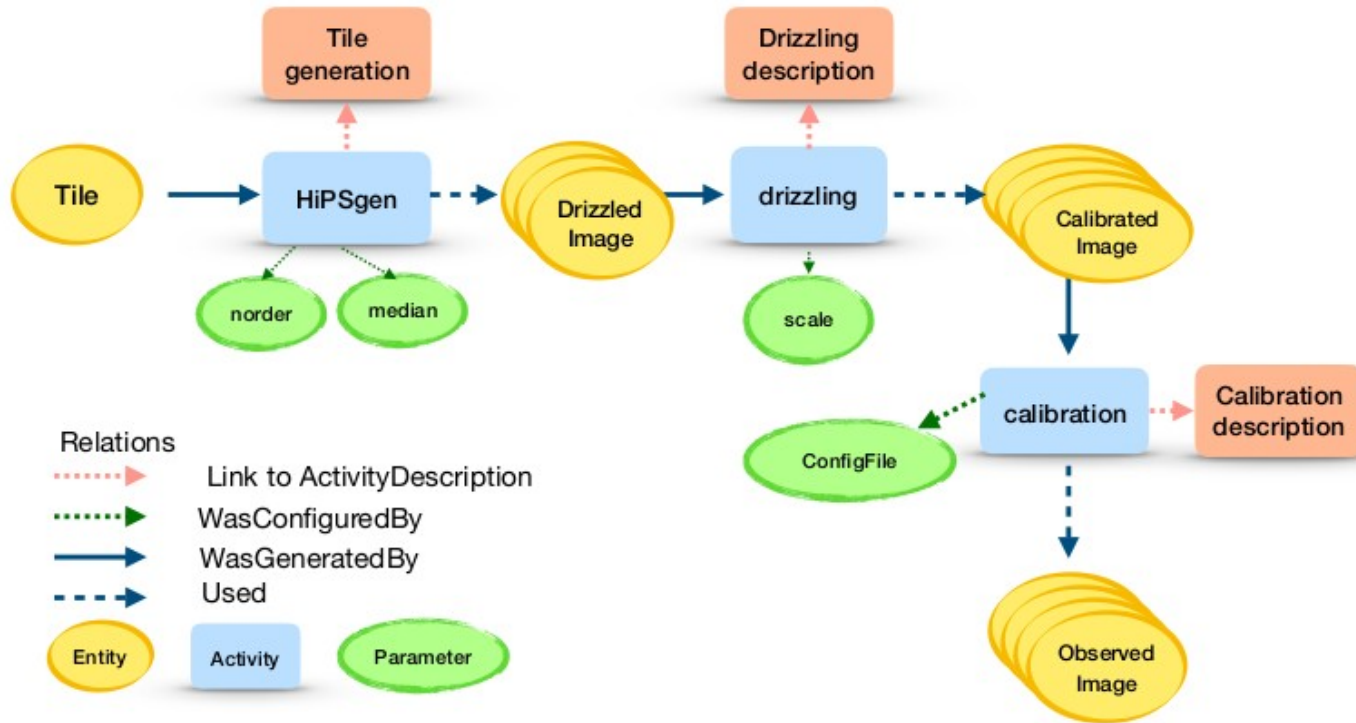 Tile
generation
Drizzling
description
Tile
HiPSgen
Drizzled
Image
drizzling
Calibrated
Image
norder
median
scale
calibration
Calibration
description
ConfigFile
Relations
Link to ActivityDescription
WasConfiguredBy
WasGeneratedBy
Used
Entity
Activity
Parameter
Observed
Image